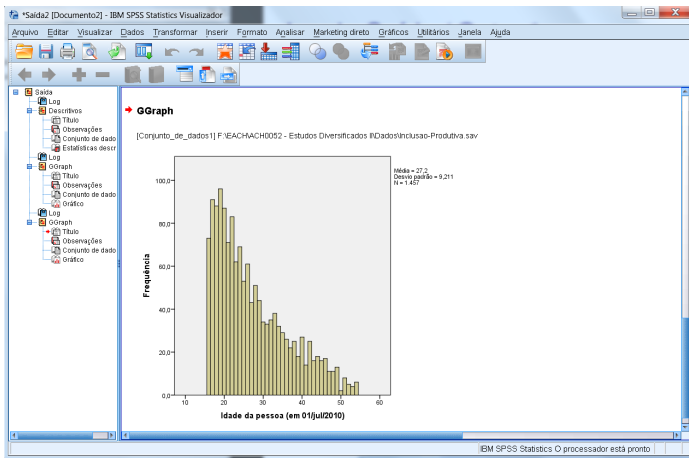 *Saída2 [Documento2] - IBM SPSS Statistics Visualizador
Arquivo Editar Visualizar Dados Transformar Inserir Formato Analisar Marketing direto Gráficos Utilitários Janela Ajuda
Saída
Log
Descritivos
Título
Observações
Conjunto de dado
Estatísticas descr
Log
GGraph
Título
Observações
Conjunto de dado
Gráfico
Log
GGraph
Título
Observações
Conjunto de dado
Gráfico
GGraph
[Conjunto_de_dados1] F:\EACH\ACH0052 - Estudos Diversificados II\Dados\Inclusao-Produtiva.sav
Média = 27,2
Desvio padrão = 9,211
N = 1.457
Frequência
100,0
80,0
60,0
40,0
20,0
0,0
10 20 30 40 50 60
Idade da pessoa (em 01/jul/2010)
IBM SPSS Statistics O processador está pronto